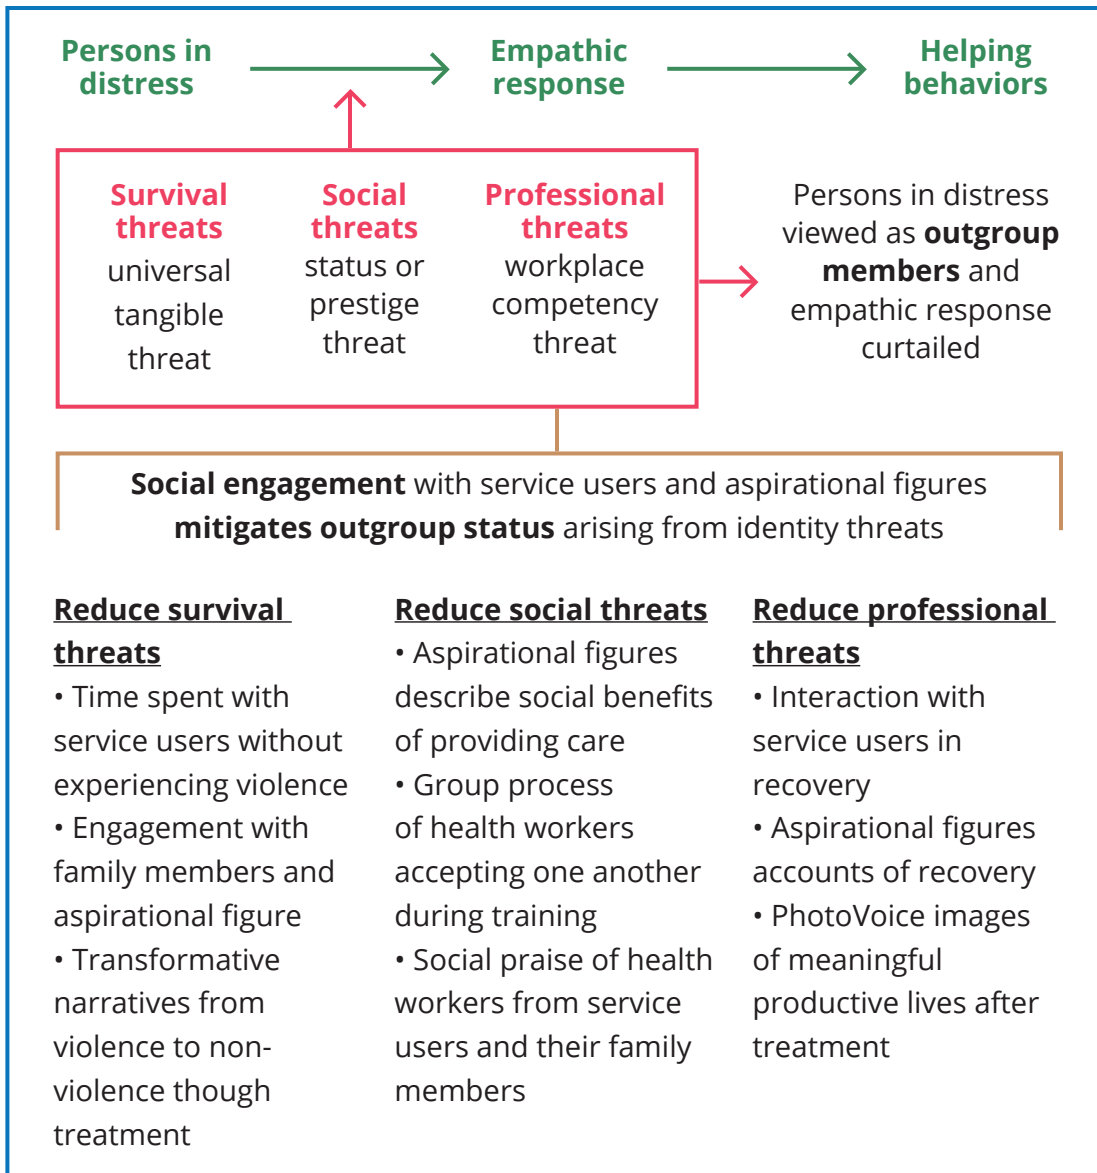 Persons in
distress
Empathic
response
Helping
behaviors
Survival
threats
universal
tangible
threat
Social
threats
status or
prestige
threat
Professional
threats
workplace
competency
threat
Persons in distress
viewed as outgroup
members and
empathic response
curtailed
Social engagement with service users and aspirational figures
mitigates outgroup status arising from identity threats
Reduce survival
threats
• Time spent with
service users without
experiencing violence
• Engagement with
family members and
aspirational figure
• Transformative
narratives from
violence to non-
violence though
treatment
Reduce social threats
• Aspirational figures
describe social benefits
of providing care
• Group process
of health workers
accepting one another
during training
• Social praise of health
workers from service
users and their family
members
Reduce professional
threats
• Interaction with
service users in
recovery
• Aspirational figures
accounts of recovery
• PhotoVoice images
of meaningful
productive lives after
treatment